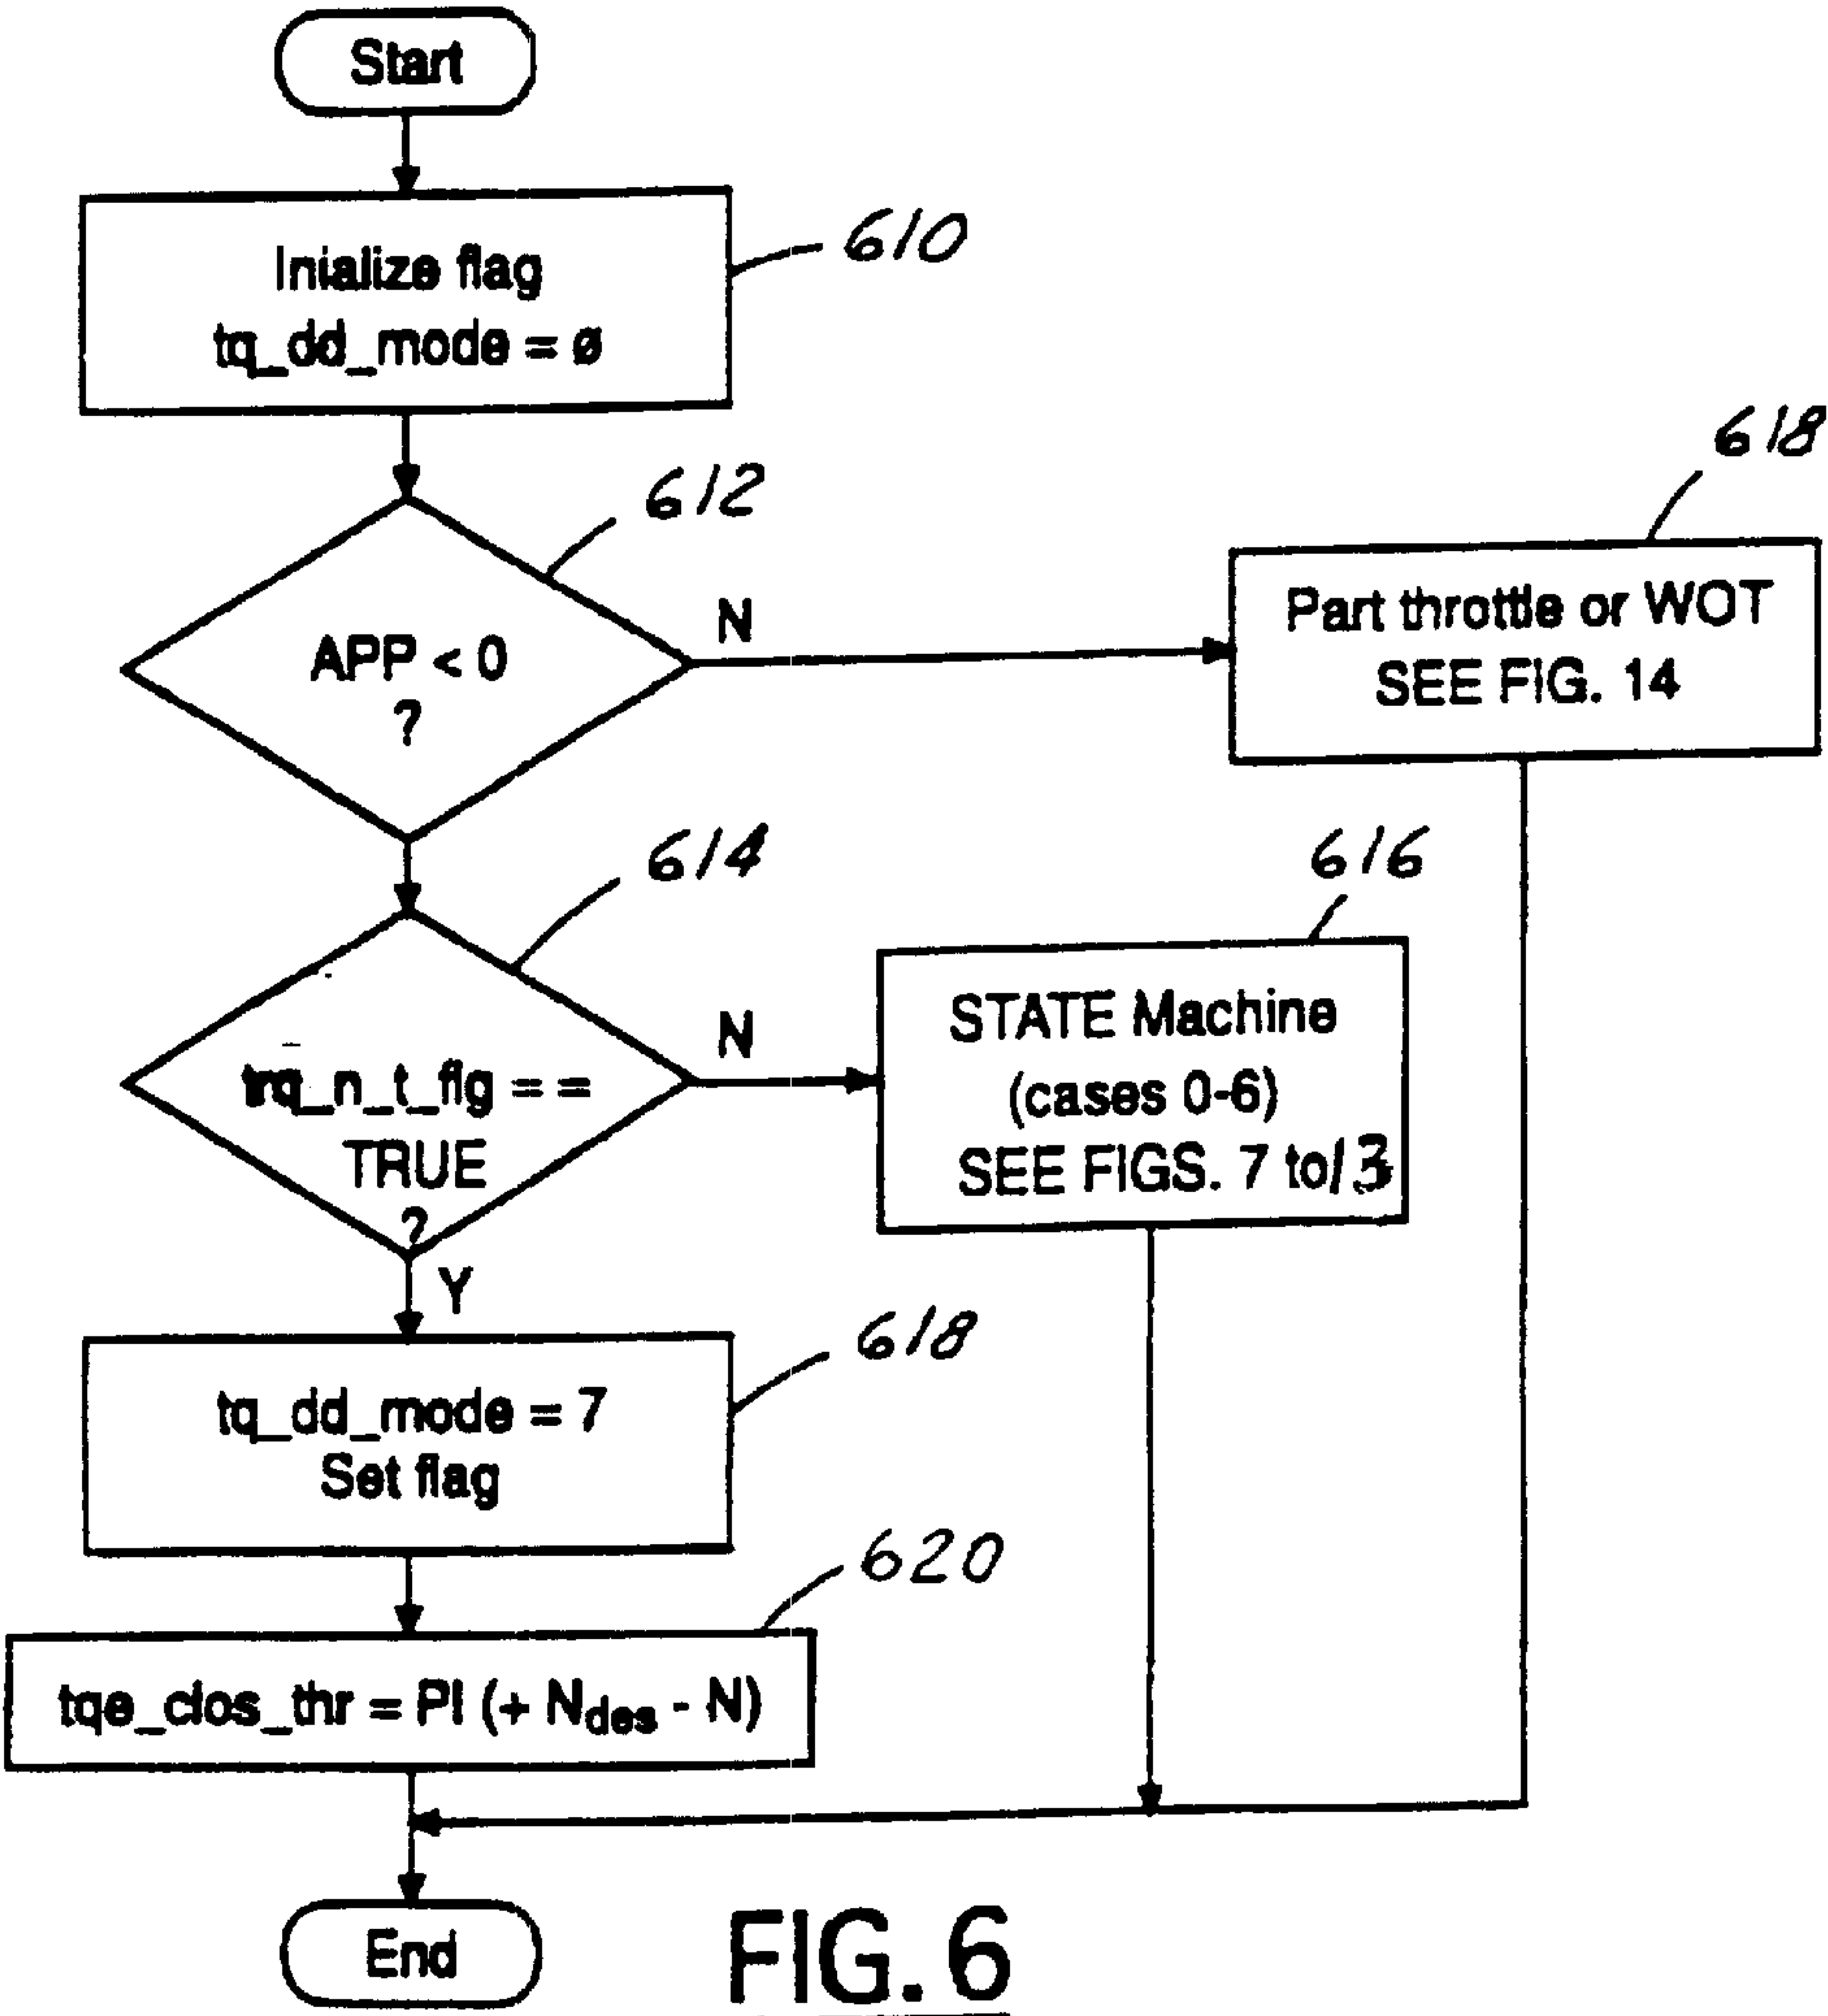 Start
Inialize flag
tq_dd_mode = ø
610
612
APP < 0
?
N
618
Part throttle or WOT
SEE FIG. 14
614
trq_n_t_flg = =
TRUE
?
N
616
STATE Machine
(cases 0-6)
SEE FIGS. 7 to 13
Y
618
tq_dd_mode = 7
Set flag
620
tqe_clos_thr = PI (+ Ndes - N)
End
FIG. 6